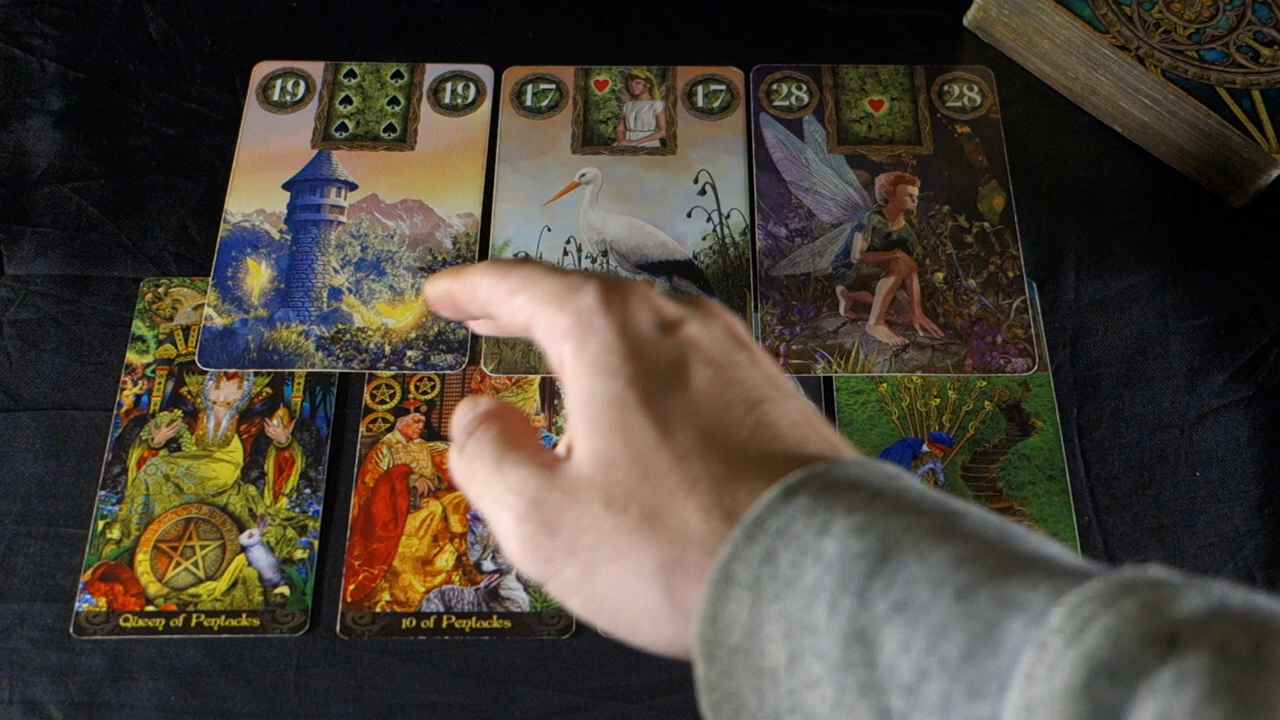 19 19
17 17
28 28
Queen of Pentacles
10 of Pentacles